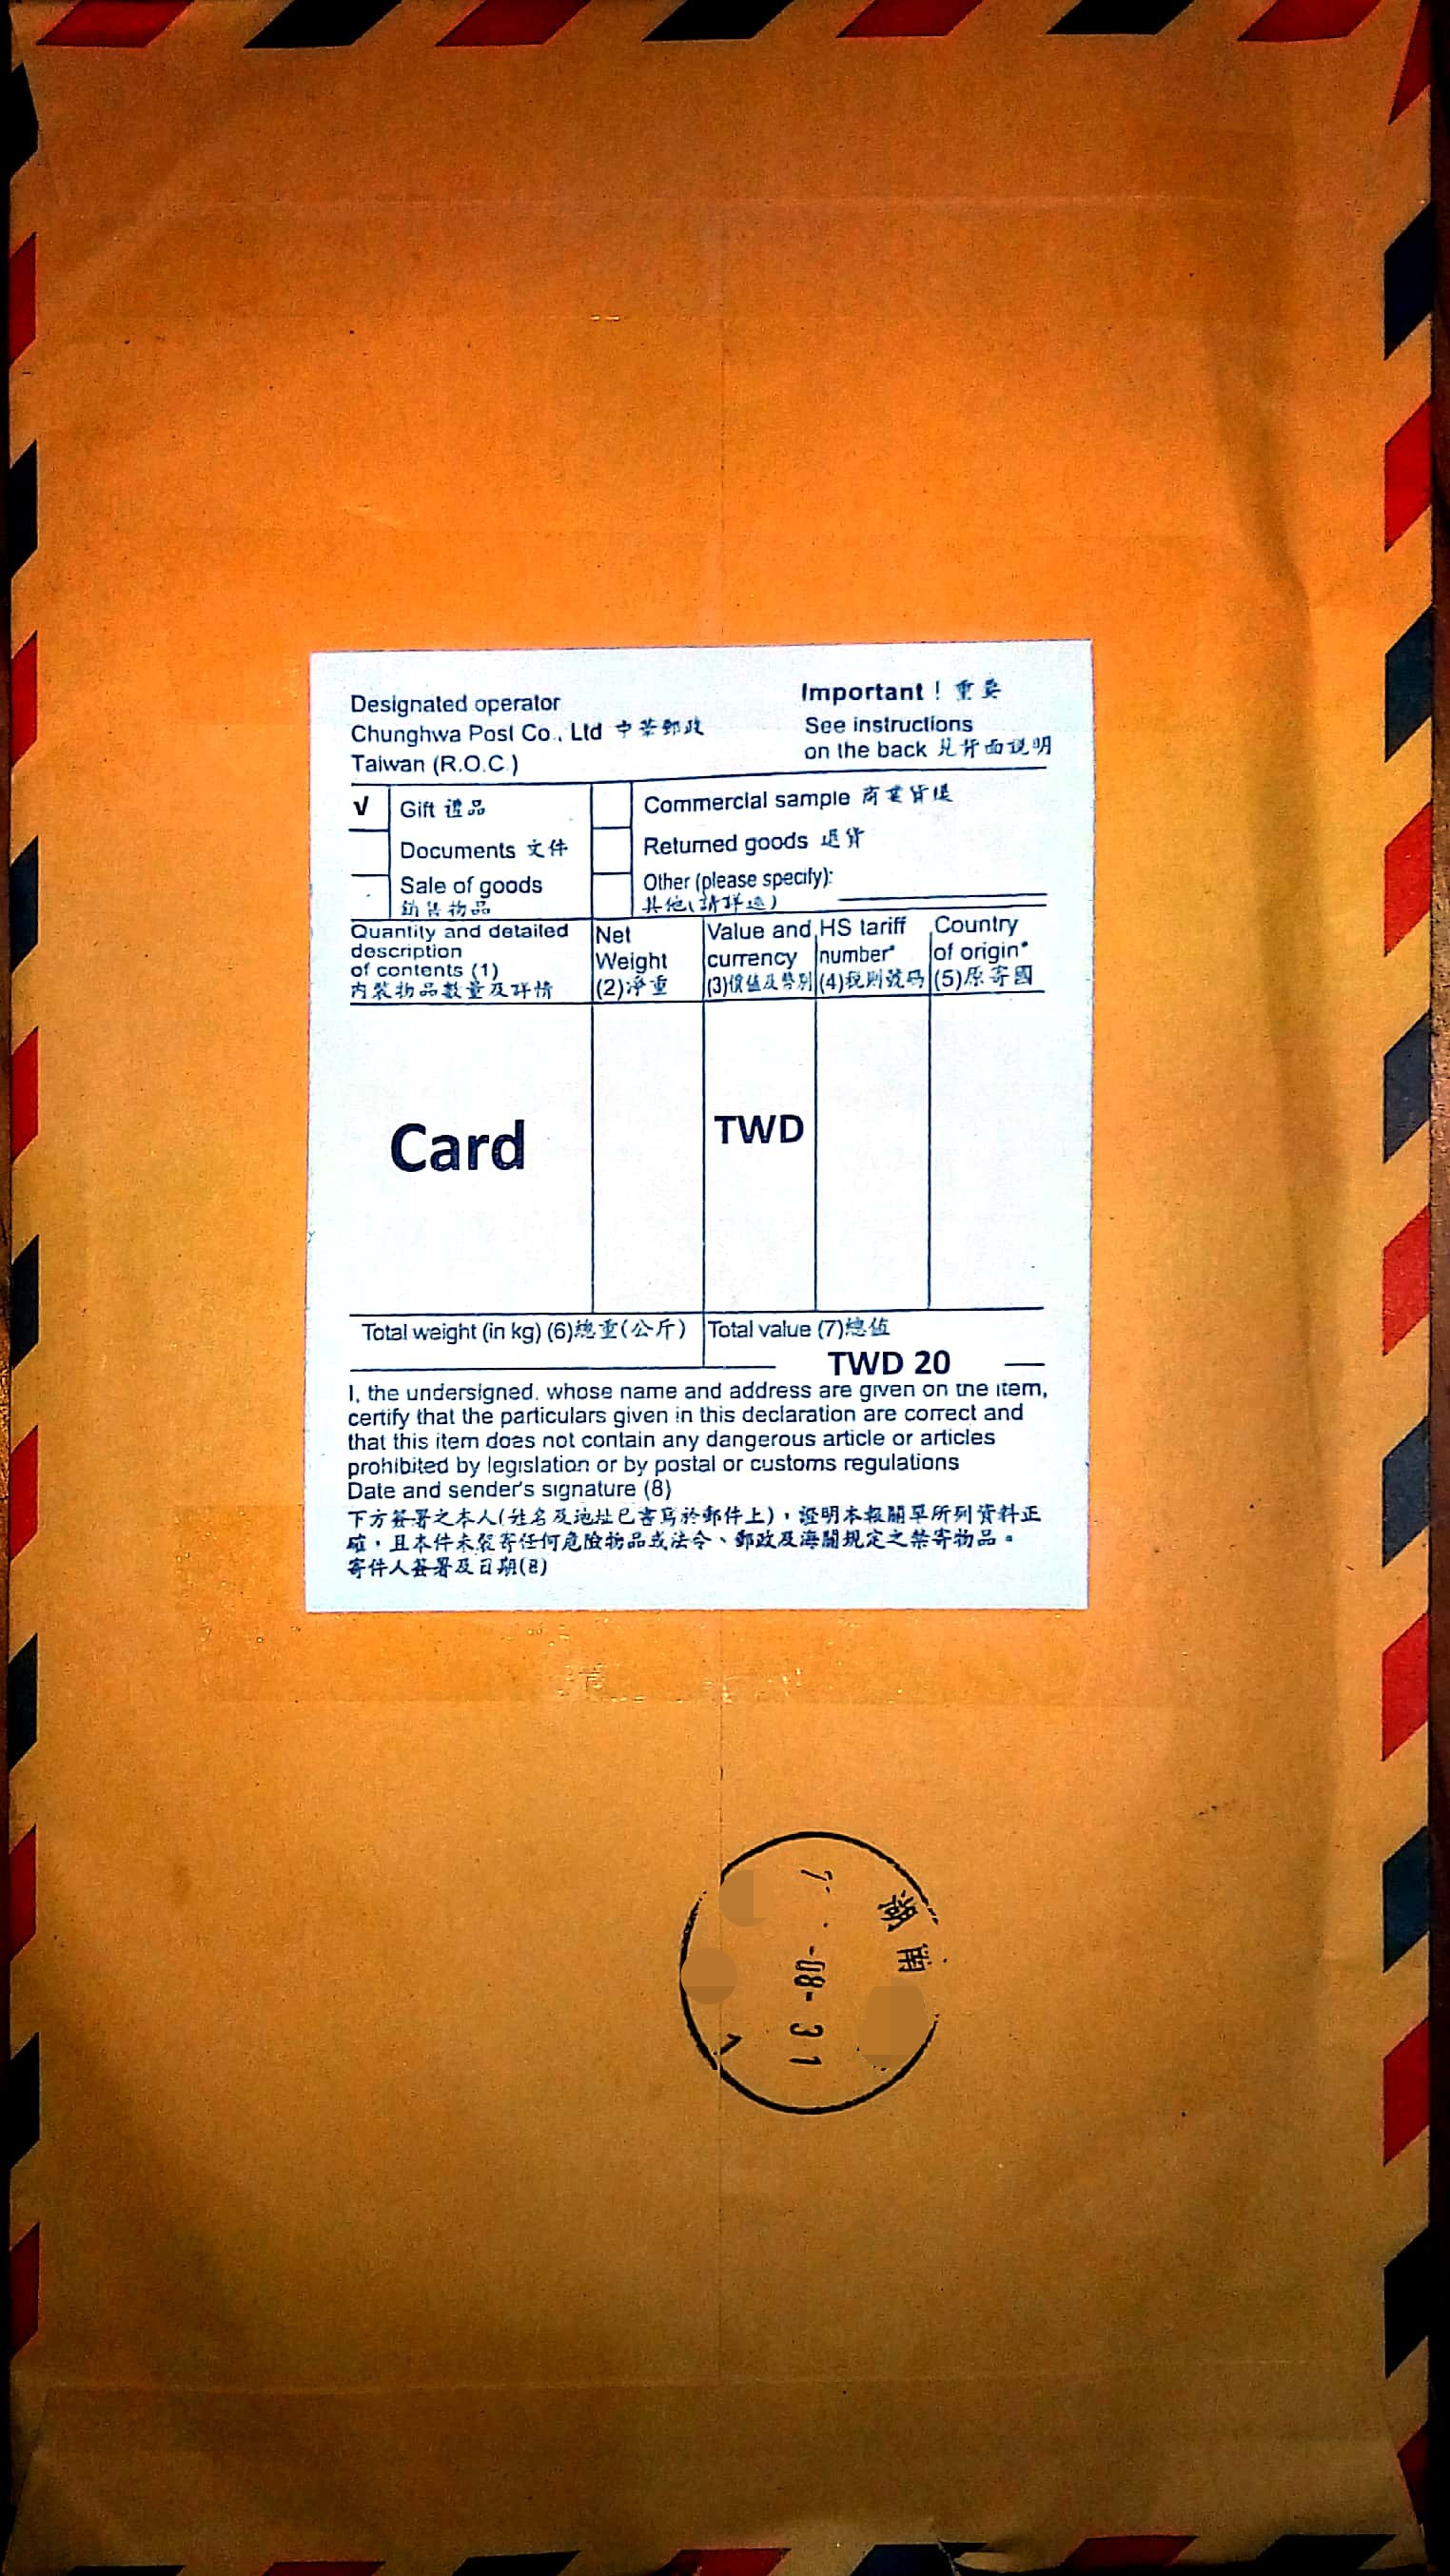 Designated operator
Chunghwa Post Co., Ltd 中華郵政
Taiwan (R.O.C.)
Important ! 重要
See instructions
on the back 見背面說明
√ Gift 禮品
Commercial sample 商業貨樣
Documents 文件
Returned goods 退貨
Sale of goods
銷售物品
Other (please specify):
其他(請詳述)
Quantity and detailed
description
of contents (1)
內裝物品數量及詳情
Net
Weight
(2)淨重
Value and
currency
(3)價值及幣別
HS tariff
number*
(4)稅則號碼
Country
of origin*
(5)原寄國
Card
TWD
Total weight (in kg) (6)總重(公斤)
Total value (7)總值
TWD 20
I, the undersigned, whose name and address are given on the item,
certify that the particulars given in this declaration are correct and
that this item does not contain any dangerous article or articles
prohibited by legislation or by postal or customs regulations
Date and sender's signature (8)
下方簽署之本人(姓名及地址已書寫於郵件上)，證明本報關單所列資料正
確，且本件未裝寄任何危險物品或法令、郵政及海關規定之禁寄物品。
寄件人簽署及日期(8)
湖南
-08-31